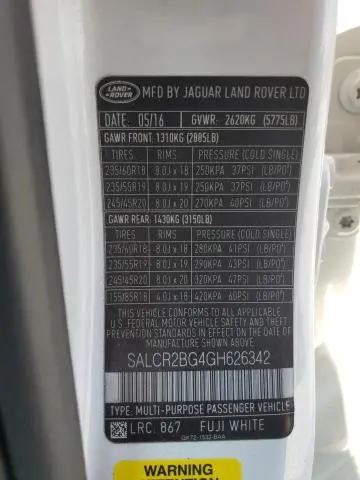 LAND ROVER
MFD BY JAGUAR LAND ROVER LTD
DATE: 05/16 GVWR: 2620KG (5775LB)
GAWR FRONT: 1310KG (2885LB)
TIRES RIMS PRESSURE (COLD SINGLE)
235/60R18 8.0J x 18 250KPA 37PSI (LB/PO²)
235/55R19 8.0J x 19 250KPA 37PSI (LB/PO²)
245/45R20 8.0J x 20 270KPA 40PSI (LB/PO²)
GAWR REAR: 1430KG (3150LB)
TIRES RIMS PRESSURE (COLD SINGLE)
235/60R18 8.0J x 18 280KPA 41PSI (LB/PO²)
235/55R19 8.0J x 19 290KPA 43PSI (LB/PO²)
245/45R20 8.0J x 20 320KPA 47PSI (LB/PO²)
155/85R18 4.0J x 18 420KPA 60PSI (LB/PO²)
THIS VEHICLE CONFORMS TO ALL APPLICABLE
FEDERAL MOTOR VEHICLE SAFETY
STANDARDS IN EFFECT ON THE DATE OF
MANUFACTURE SHOWN ABOVE
SALCR2BG4GH626342
TYPE: MULTI-PURPOSE PASSENGER VEHICLE
LRC. 867 FUJI WHITE
GK72-1532-BAA
WARNING